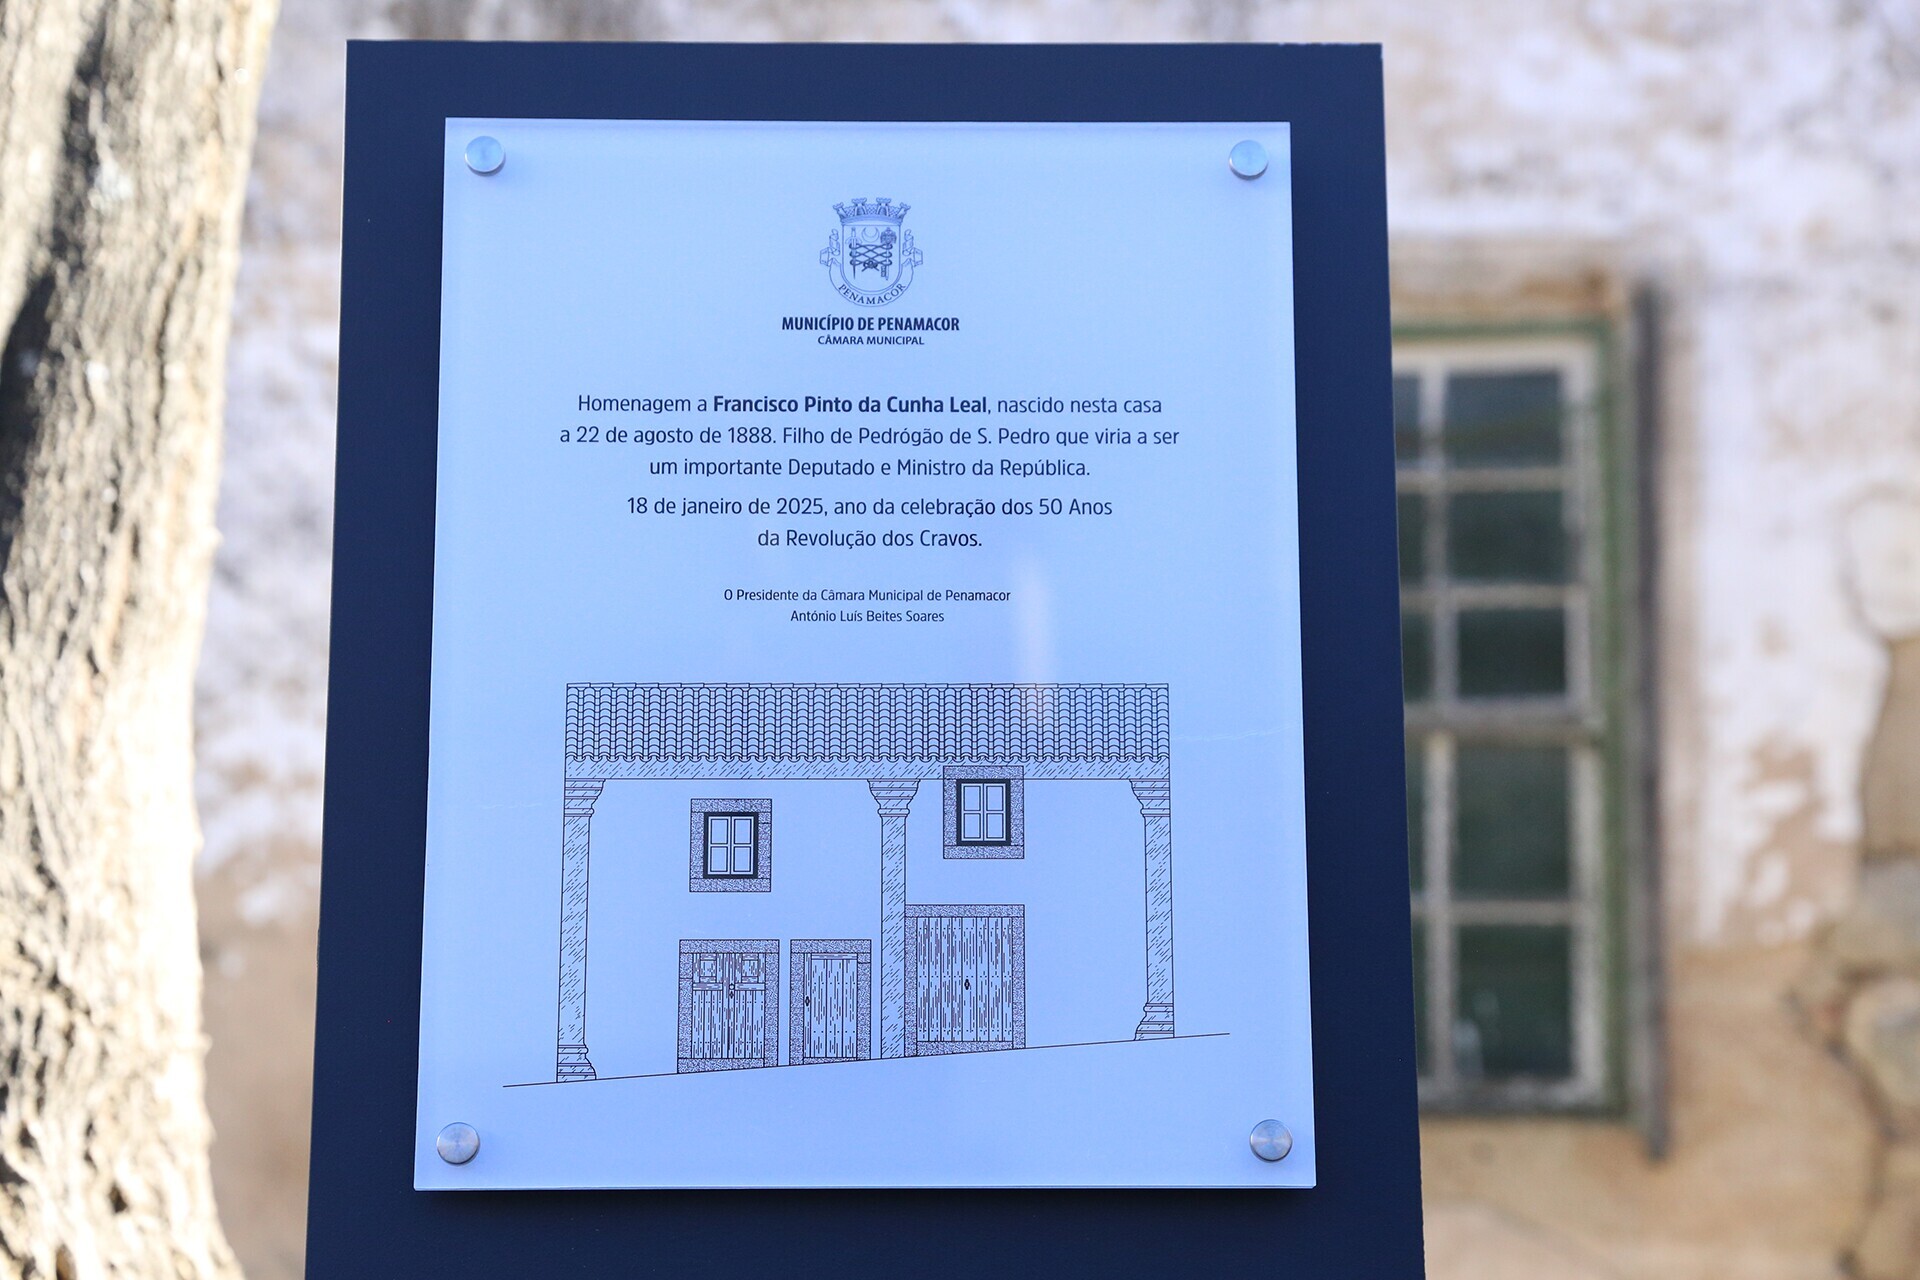 PENAMACOR
MUNICÍPIO DE PENAMACOR
CÂMARA MUNICIPAL
Homenagem a Francisco Pinto da Cunha Leal, nascido nesta casa
a 22 de agosto de 1888. Filho de Pedrógão de S. Pedro que viria a ser
um importante Deputado e Ministro da República.
18 de janeiro de 2025, ano da celebração dos 50 Anos
da Revolução dos Cravos.
O Presidente da Câmara Municipal de Penamacor
António Luís Beites Soares